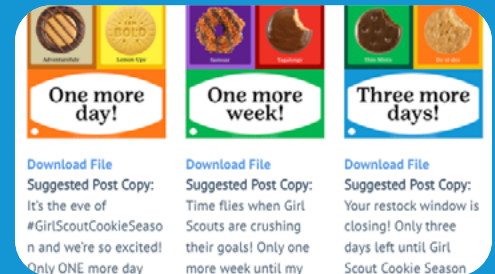 Adventurefuls
Lemon-Ups
BOLD
One more
day!
Download File
Suggested Post Copy:
It's the eve of
#GirlScoutCookieSeaso
n and we're so excited!
Only ONE more day
Samoas
Tagalongs
One more
week!
Download File
Suggested Post Copy:
Time flies when Girl
Scouts are crushing
their goals! Only one
more week until my
Thin Mints
Do-si-dos
Three more
days!
Download File
Suggested Post Copy:
Your restock window is
closing! Only three
days left until Girl
Scout Cookie Season